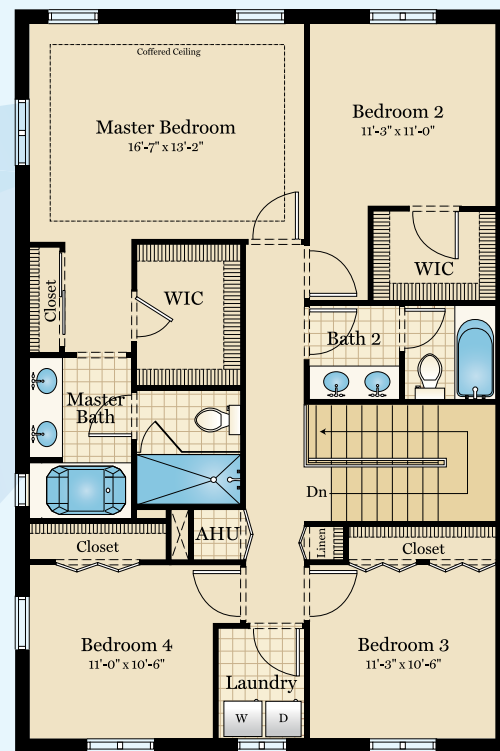 Coffered Ceiling
Master Bedroom
16'-7" x 13'-2"
Bedroom 2
11'-3" x 11'-0"
WIC
Closet
WIC
Bath 2
Master
Bath
Dn
AHU
Linen
Closet
Closet
Bedroom 4
11'-0" x 10'-6"
Bedroom 3
11'-3" x 10'-6"
Laundry
W
D